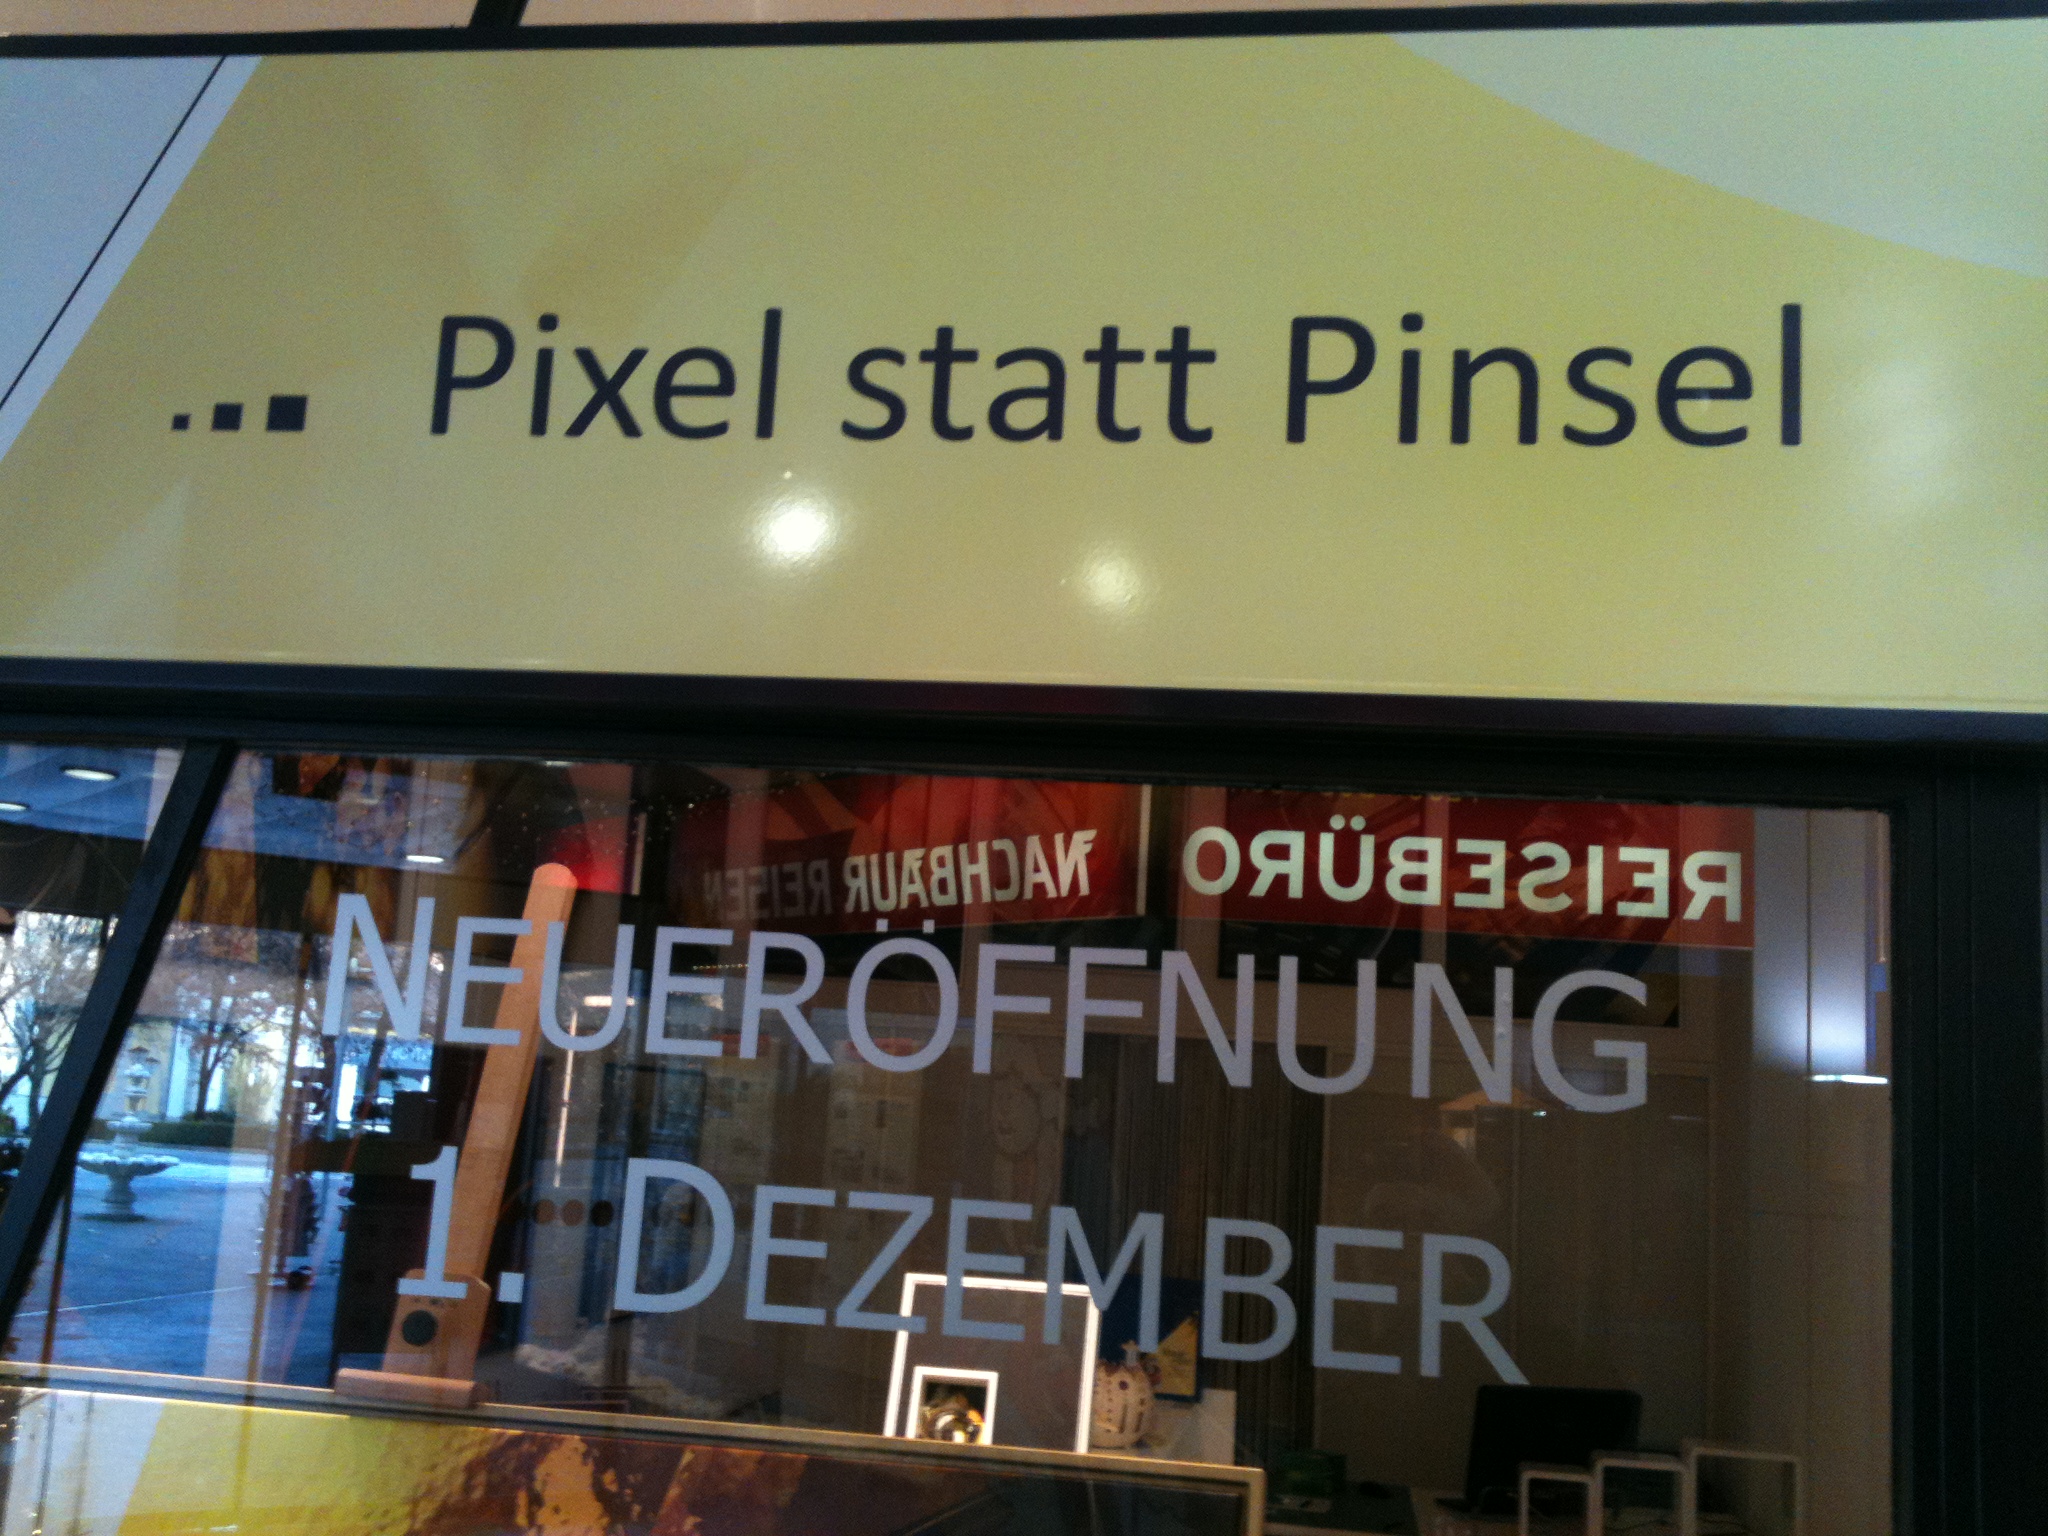 ... Pixel statt Pinsel
NACHBAUR REISEN
REISEBÜRO
NEUERÖFFNUNG
1. DEZEMBER